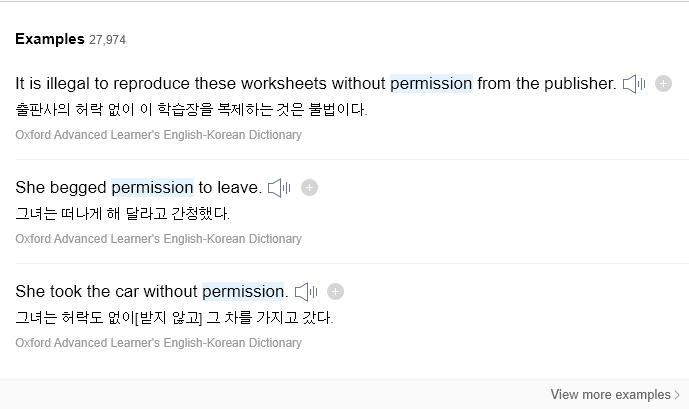 Examples 27,974
It is illegal to reproduce these worksheets without permission from the publisher.
출판사의 허락 없이 이 학습장을 복제하는 것은 불법이다.
Oxford Advanced Learner's English-Korean Dictionary
She begged permission to leave.
그녀는 떠나게 해 달라고 간청했다.
Oxford Advanced Learner's English-Korean Dictionary
She took the car without permission.
그녀는 허락도 없이[받지 않고] 그 차를 가지고 갔다.
Oxford Advanced Learner's English-Korean Dictionary
View more examples